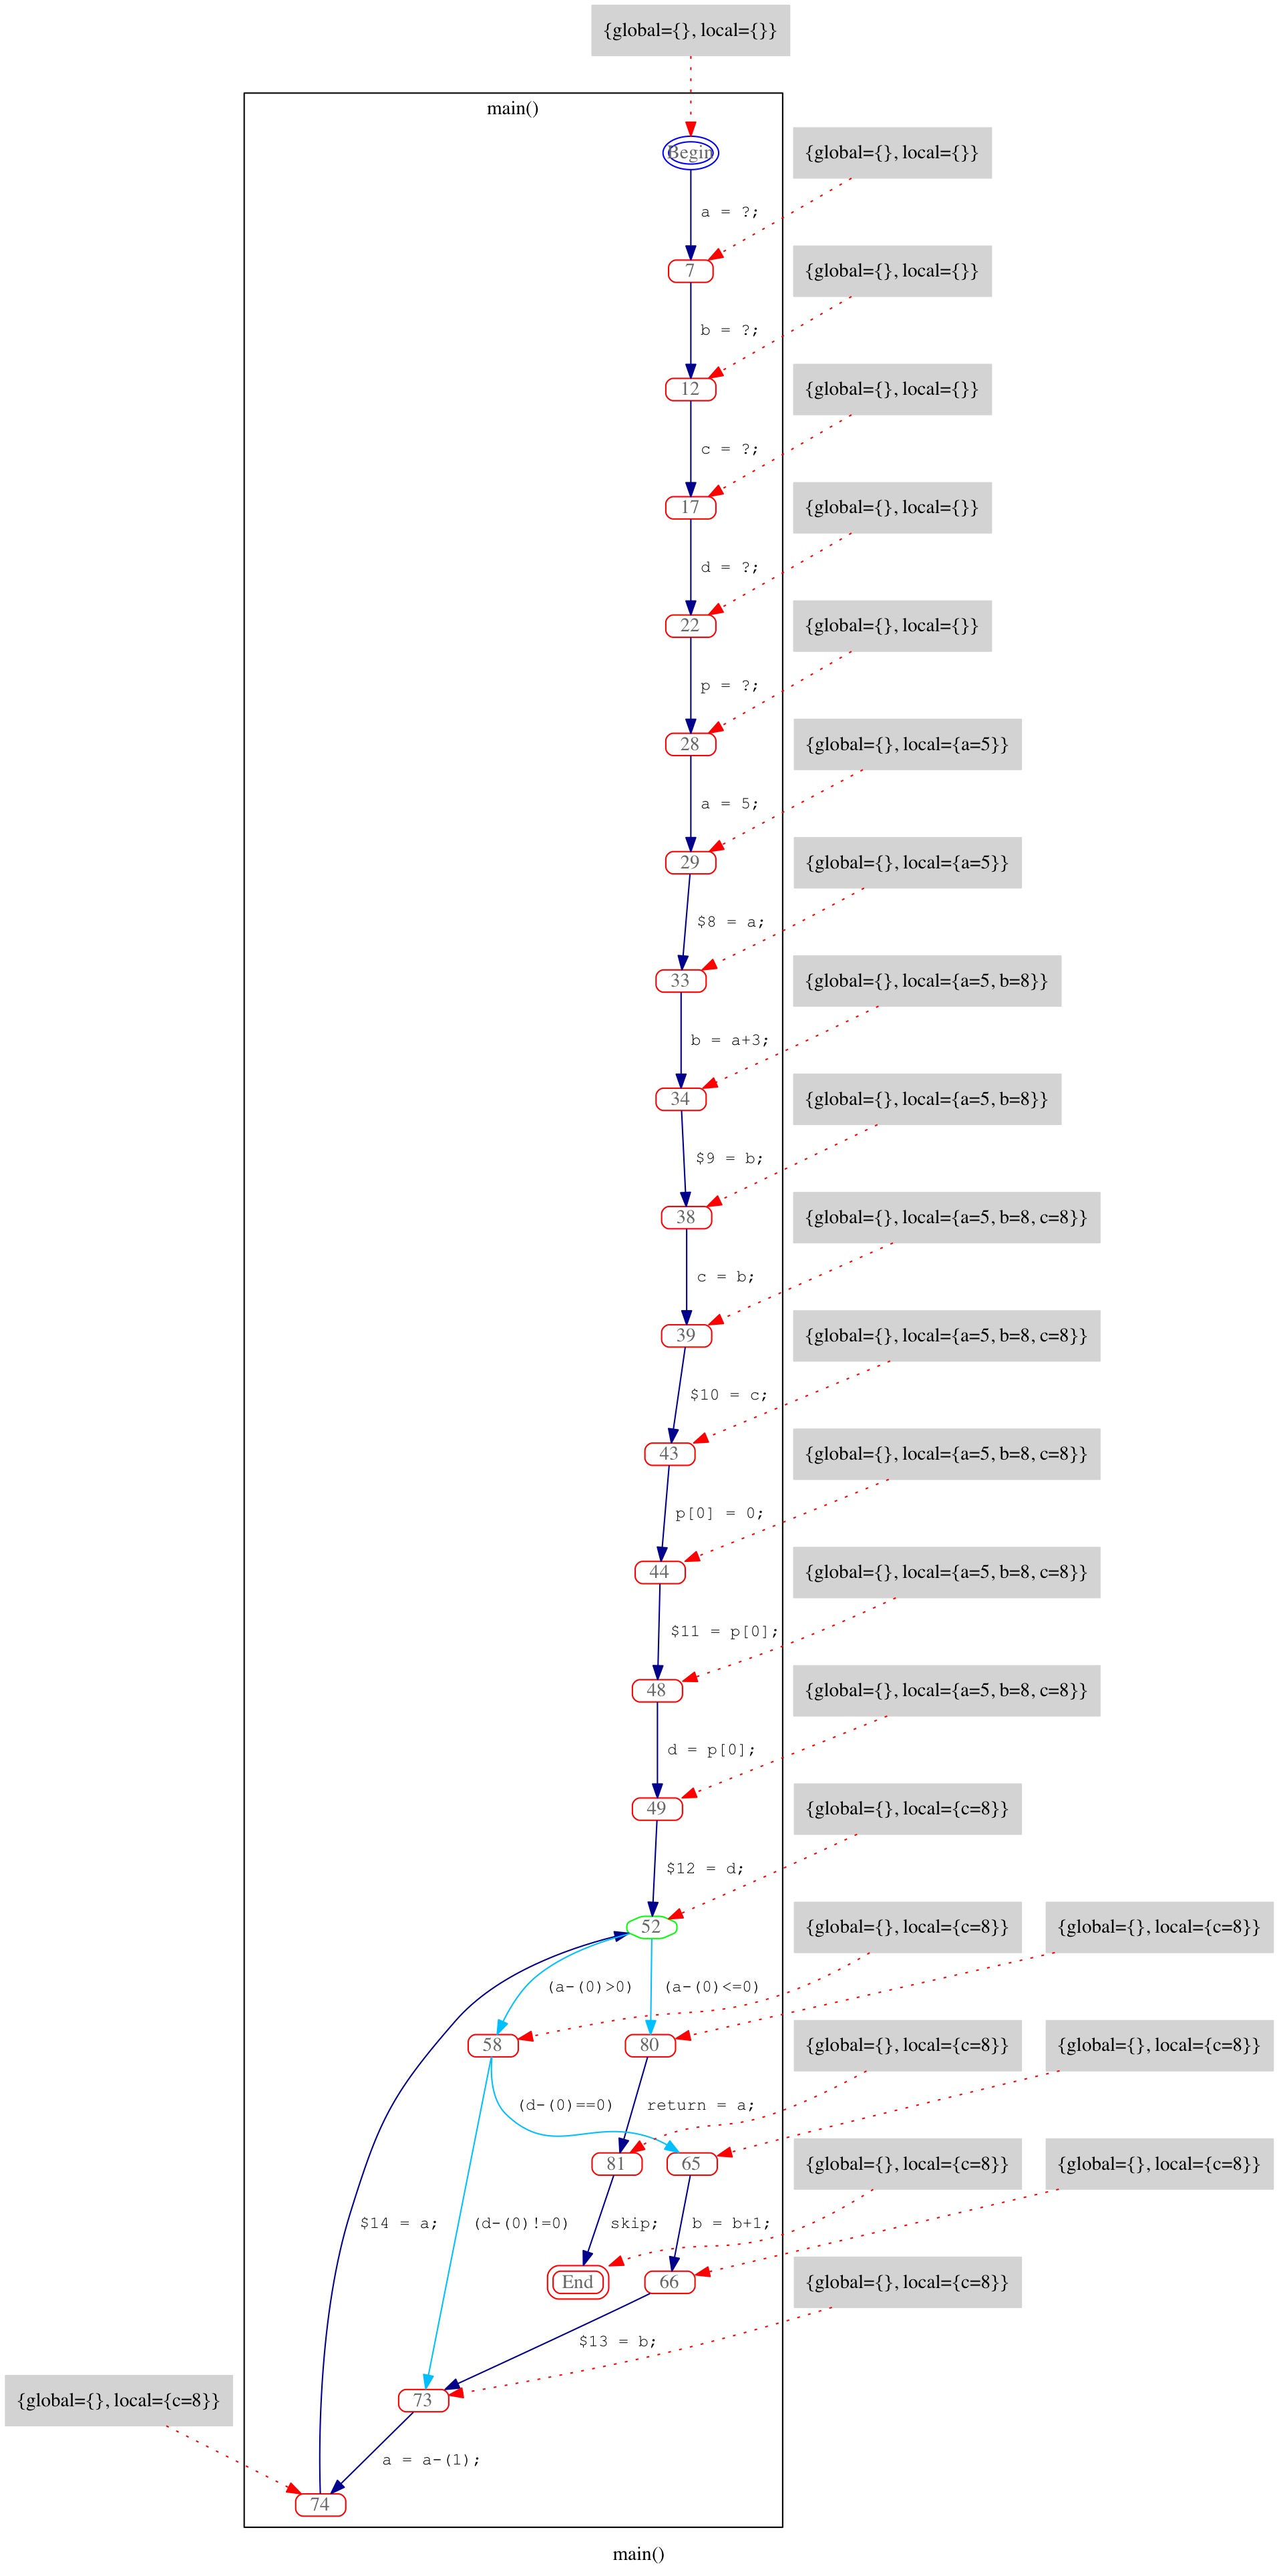 {global={}, local={}}
main()
Begin
{global={}, local={}}
a = ?;
7
{global={}, local={}}
b = ?;
12
{global={}, local={}}
c = ?;
17
{global={}, local={}}
d = ?;
22
{global={}, local={}}
p = ?;
28
{global={}, local={a=5}}
a = 5;
29
{global={}, local={a=5}}
$8 = a;
33
{global={}, local={a=5, b=8}}
b = a+3;
34
{global={}, local={a=5, b=8}}
$9 = b;
38
{global={}, local={a=5, b=8, c=8}}
c = b;
39
{global={}, local={a=5, b=8, c=8}}
$10 = c;
43
{global={}, local={a=5, b=8, c=8}}
p[0] = 0;
44
{global={}, local={a=5, b=8, c=8}}
$11 = p[0];
48
{global={}, local={a=5, b=8, c=8}}
d = p[0];
49
{global={}, local={c=8}}
$12 = d;
52
{global={}, local={c=8}}
{global={}, local={c=8}}
(a-(0)>0)
(a-(0)<=0)
58
80
{global={}, local={c=8}}
{global={}, local={c=8}}
(d-(0)==0)
return = a;
81
65
{global={}, local={c=8}}
{global={}, local={c=8}}
$14 = a;
(d-(0)!=0)
skip;
b = b+1;
End
66
{global={}, local={c=8}}
$13 = b;
{global={}, local={c=8}}
73
a = a-(1);
74
main()